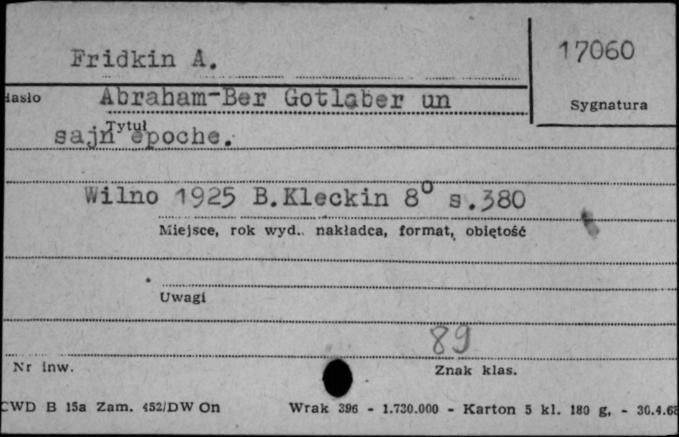 Fridkin A.
17060
Hasło
Abraham-Ber Gotlober un
Sygnatura
Tytuł
sajn epoche.
Wilno 1925 B.Kleckin 8° s.380
Miejsce, rok wyd.. nakładca, format, objętość
Uwagi
89
Nr inw.
Znak klas.
CWD B 15a Zam. 452/DW On
Wrak 396 - 1.730.000 - Karton 5 kl. 180 g. - 30.4.68